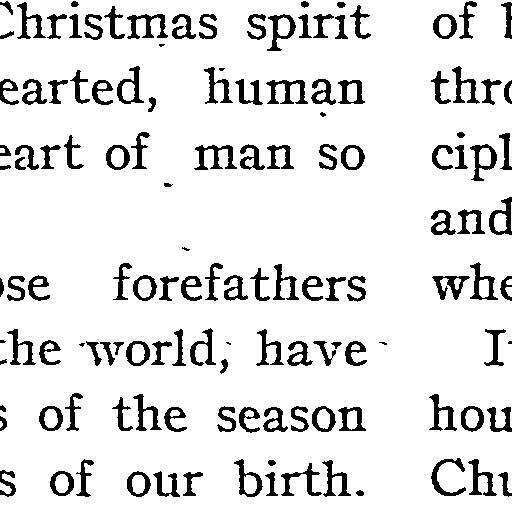 Christmas spirit
earted, human
eart of man so
ose forefathers
the world, have
s of the season
s of our birth.
of
thro
cipl
and
whe
I
hou
Chu